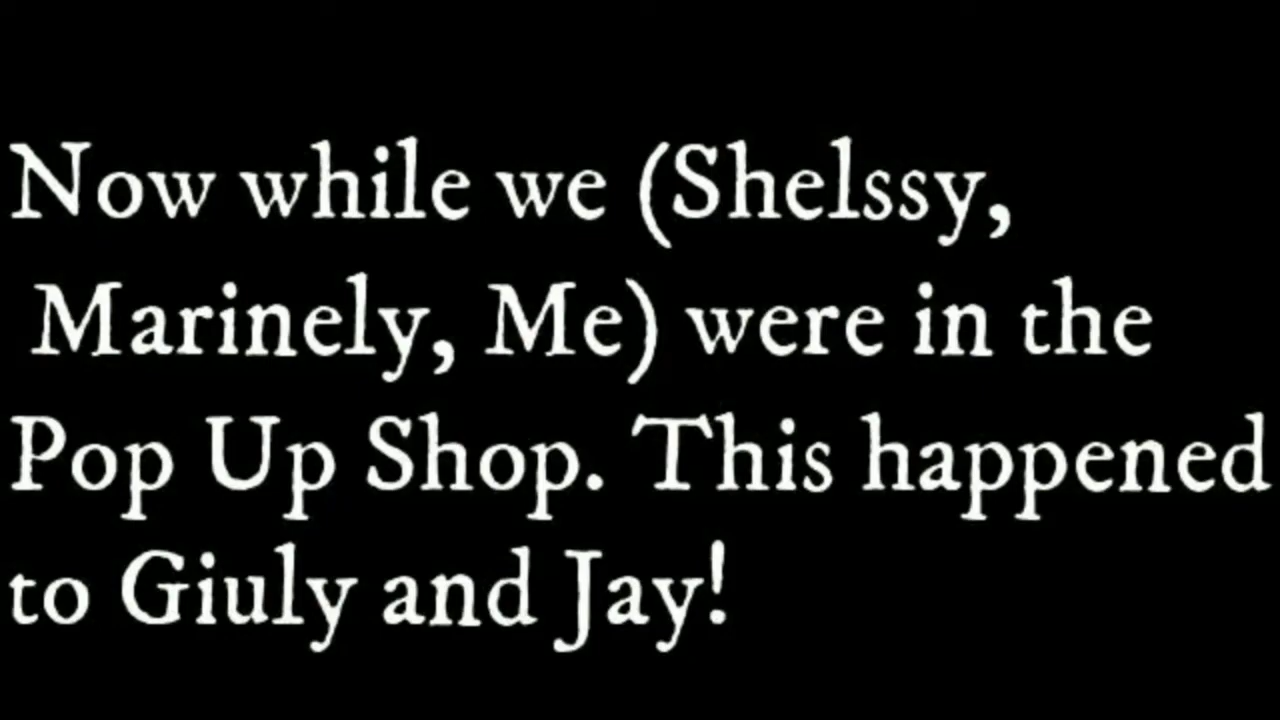 Now while we (Shelssy,
Marinely, Me) were in the
Pop Up Shop. This happened
to Giuly and Jay!